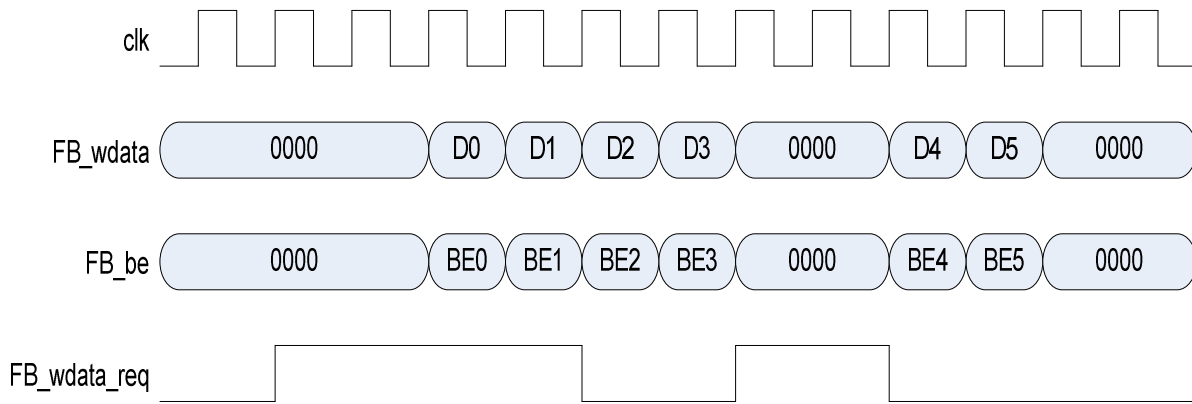 clk
FB_wdata 0000 D0 D1 D2 D3 0000 D4 D5 0000
FB_be 0000 BE0 BE1 BE2 BE3 0000 BE4 BE5 0000
FB_wdata_req